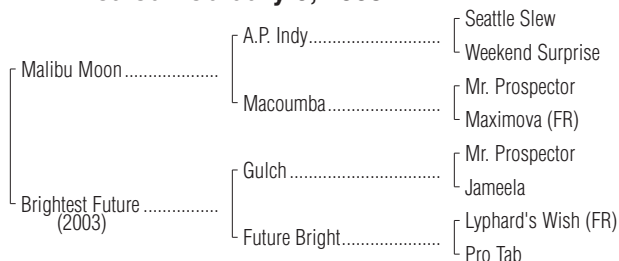 Seattle Slew
A.P. Indy
Weekend Surprise
Malibu Moon
Mr. Prospector
Macoumba
Maximova (FR)
Mr. Prospector
Gulch
Jameela
Brightest Future
(2003)
Lyphard's Wish (FR)
Future Bright
Pro Tab